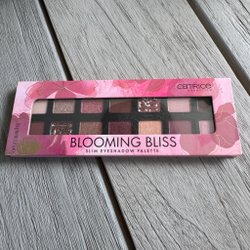 CATRICE
BLOOMING BLISS
SLIM EYESHADOW PALETTE